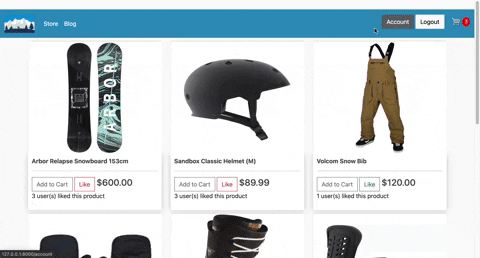 Store Blog Account Logout 1
ARBOR
Arbor Relapse Snowboard 153cm
Add to Cart Like $600.00
3 user(s) liked this product
Sandbox Classic Helmet (M)
Add to Cart Like $89.99
3 user(s) liked this product
Volcom Snow Bib
Add to Cart Like $120.00
1 user(s) liked this product
127.0.0.1:8000/account